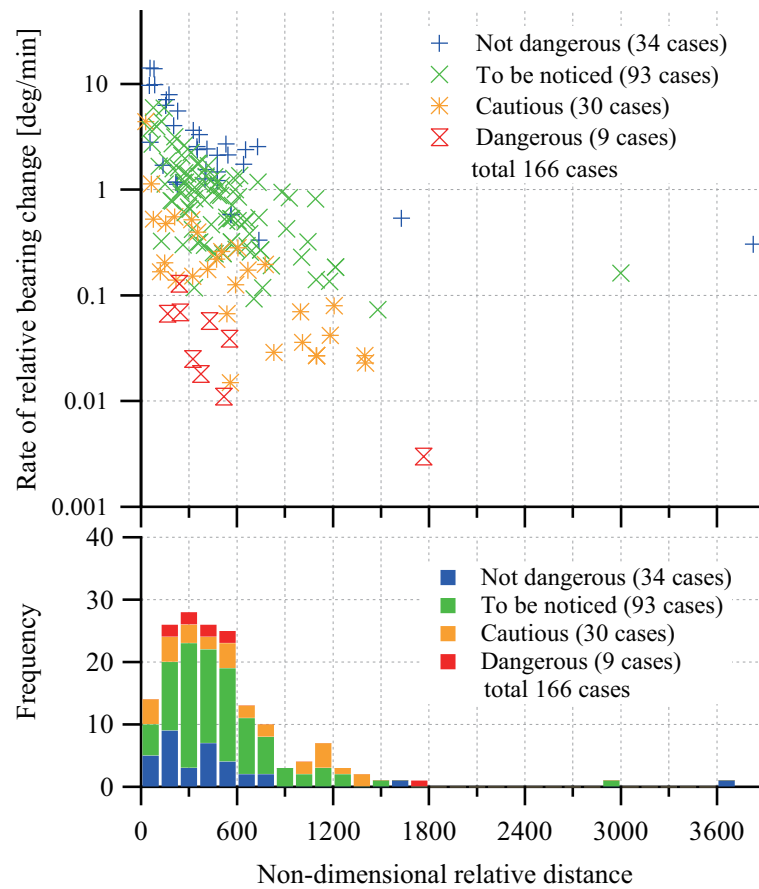 Not dangerous (34 cases)
To be noticed (93 cases)
Cautious (30 cases)
Dangerous (9 cases)
total 166 cases
Rate of relative bearing change [deg/min]
10
1
0.1
0.01
0.001
Not dangerous (34 cases)
To be noticed (93 cases)
Cautious (30 cases)
Dangerous (9 cases)
total 166 cases
Frequency
40
30
20
10
0
0 600 1200 1800 2400 3000 3600
Non-dimensional relative distance